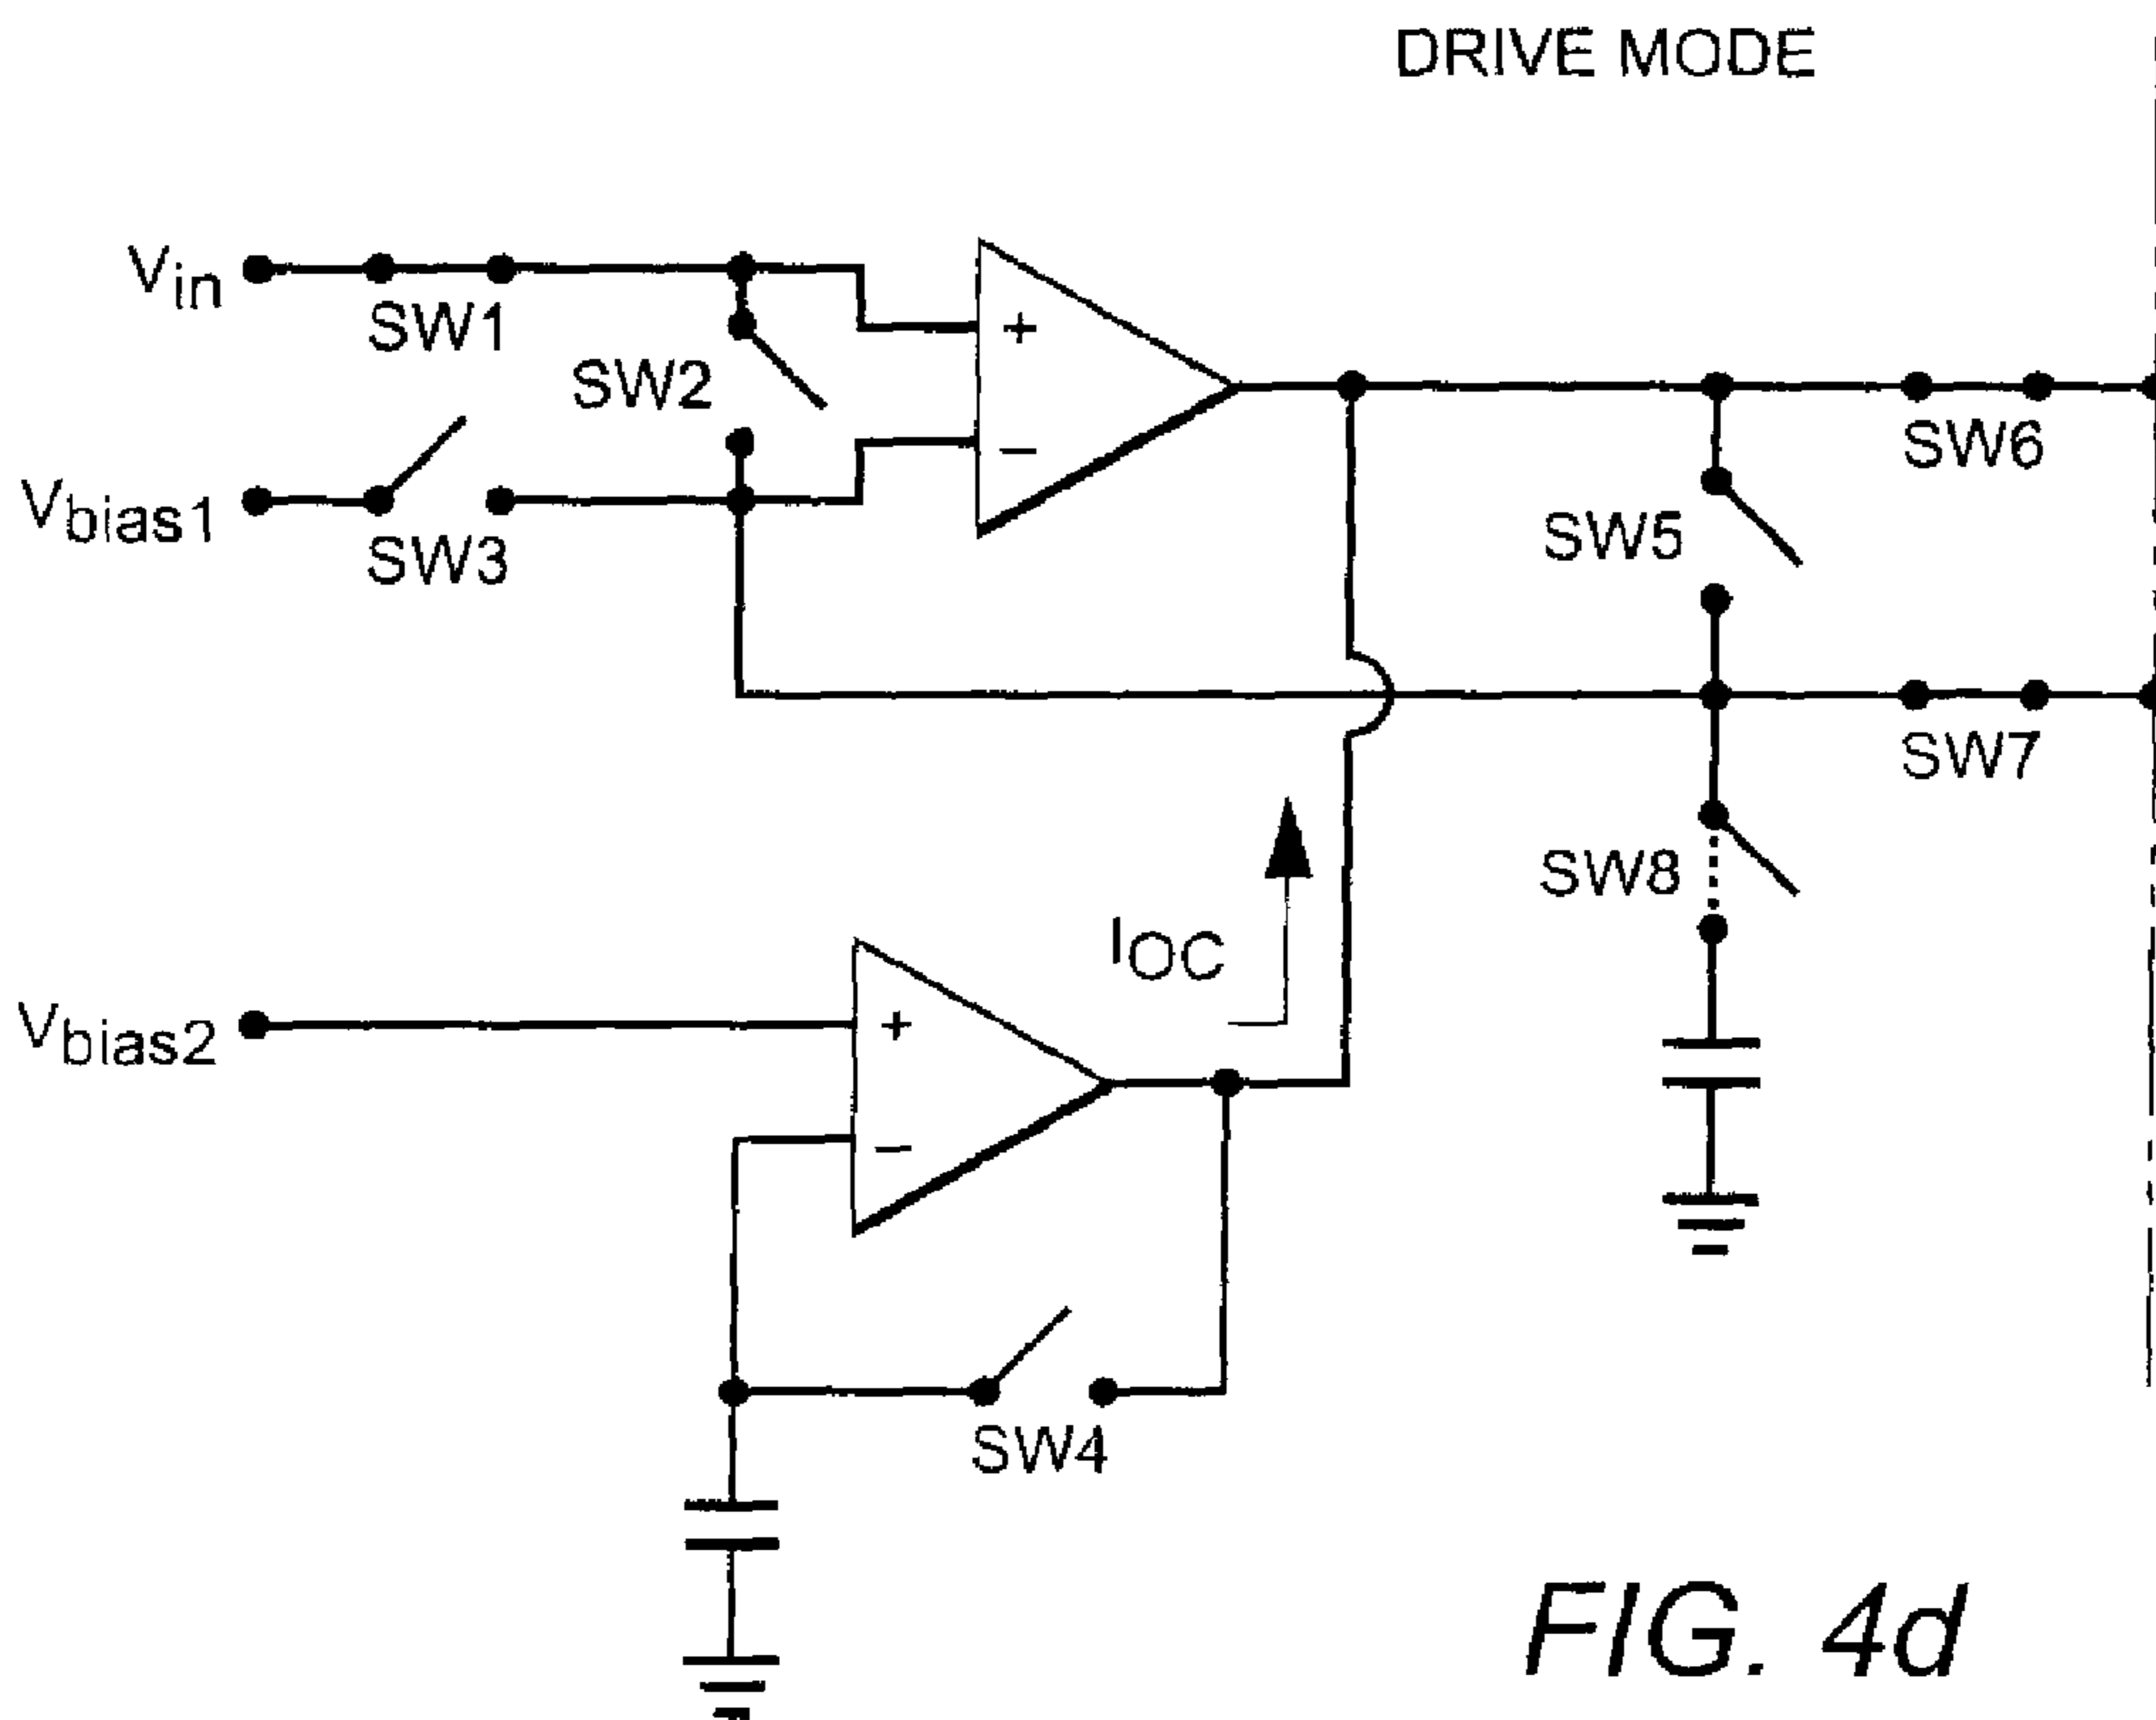 DRIVE MODE
Vin
SW1
+
SW2
SW6
−
Vbias1
SW5
SW3
SW7
SW8
IOC
Vbias2
+
−
SW4
FIG. 4d